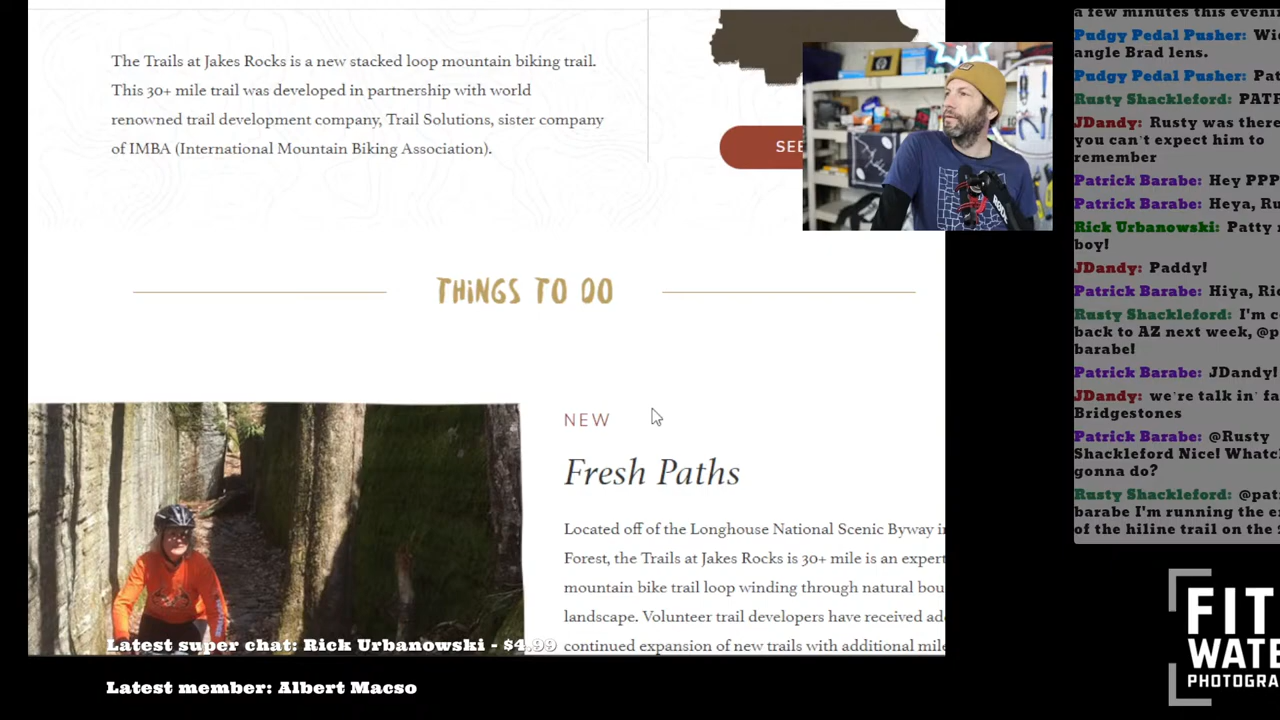 The Trails at Jakes Rocks is a new stacked loop mountain biking trail.
This 30+ mile trail was developed in partnership with world
renowned trail development company, Trail Solutions, sister company
of IMBA (International Mountain Biking Association).
SEE
THINGS TO DO
NEW
Fresh Paths
Located off of the Longhouse National Scenic Byway in
Forest, the Trails at Jakes Rocks is 30+ mile is an expert
mountain bike trail loop winding through natural bou
landscape. Volunteer trail developers have received add
continued expansion of new trails with additional mile
Latest super chat: Rick Urbanowski - $4.99
Latest member: Albert Macso
a few minutes this evenin
Pudgy Pedal Pusher: Wid
angle Brad lens.
Pudgy Pedal Pusher: Pat
Rusty Shackleford: PATR
JDandy: Rusty was there
you can't expect him to
remember
Patrick Barabe: Hey PPP
Patrick Barabe: Heya, Ru
Rick Urbanowski: Patty m
boy!
JDandy: Paddy!
Patrick Barabe: Hiya, Ric
Rusty Shackleford: I'm c
back to AZ next week, @p
barabe!
Patrick Barabe: JDandy!
JDandy: we're talk in' fa
Bridgestones
Patrick Barabe: @Rusty
Shackleford Nice! Whatc
gonna do?
Rusty Shackleford: @pat
barabe I'm running the e
of the hiline trail on the 2
FIT
WATE
PHOTOGRA